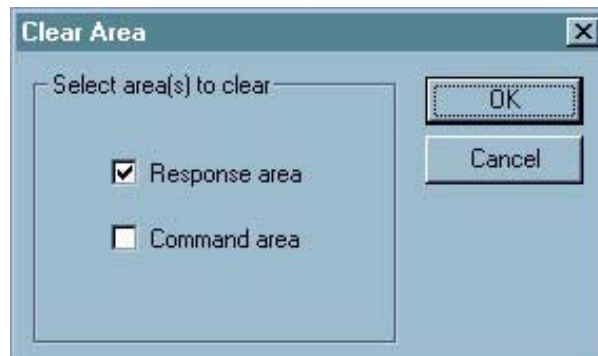 Clear Area
Select area(s) to clear
OK
Response area
Cancel
Command area